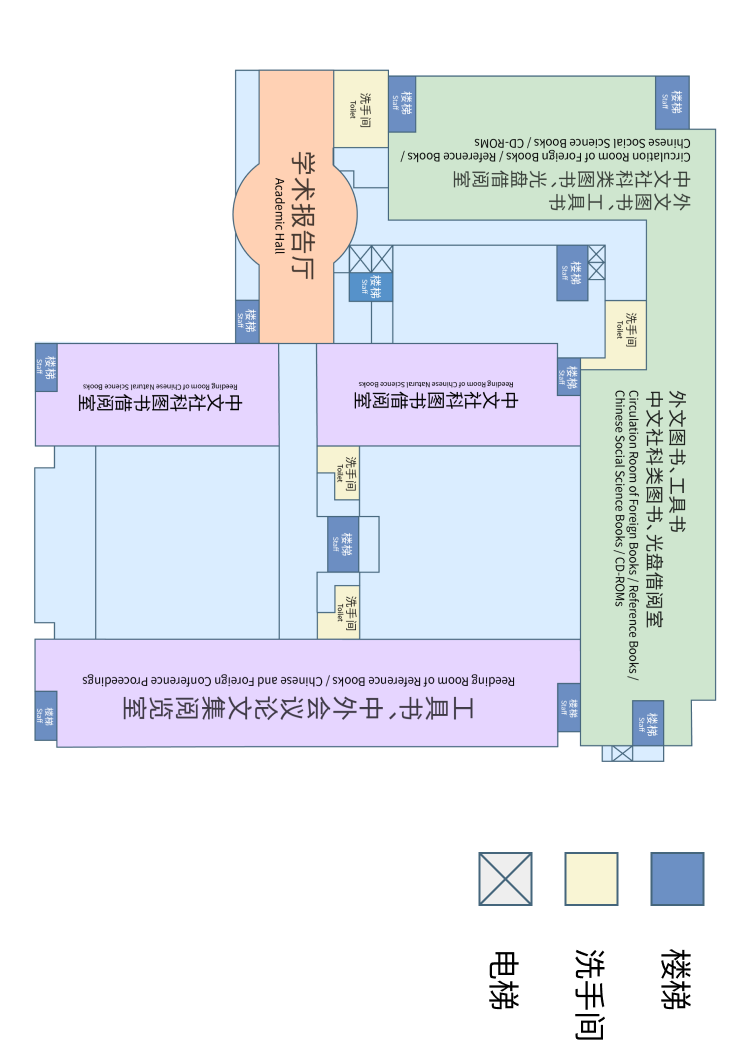 学术报告厅
Academic Hall
洗手间
Toilet
楼梯
Staff
楼梯
Staff
外文图书、工具书
中文社科类图书、光盘借阅室
Circulation Room of Foreign Books / Reference Books /
Chinese Social Science Books / CD-ROMs
楼梯
Staff
楼梯
Staff
楼梯
Staff
洗手间
Toilet
楼梯
Staff
中文社科图书借阅室
Reeding Room of Chinese Natural Science Books
中文社科图书借阅室
Reeding Room of Chinese Natural Science Books
楼梯
Staff
外文图书、工具书
中文社科类图书、光盘借阅室
Circulation Room of Foreign Books / Reference Books /
Chinese Social Science Books / CD-ROMs
洗手间
Toilet
楼梯
Staff
洗手间
Toilet
工具书、中外会议论文集阅览室
Reeding Room of Reference Books / Chinese and Foreign Conference Proceedings
楼梯
Staff
楼梯
Staff
楼梯
Staff
楼梯
洗手间
电梯